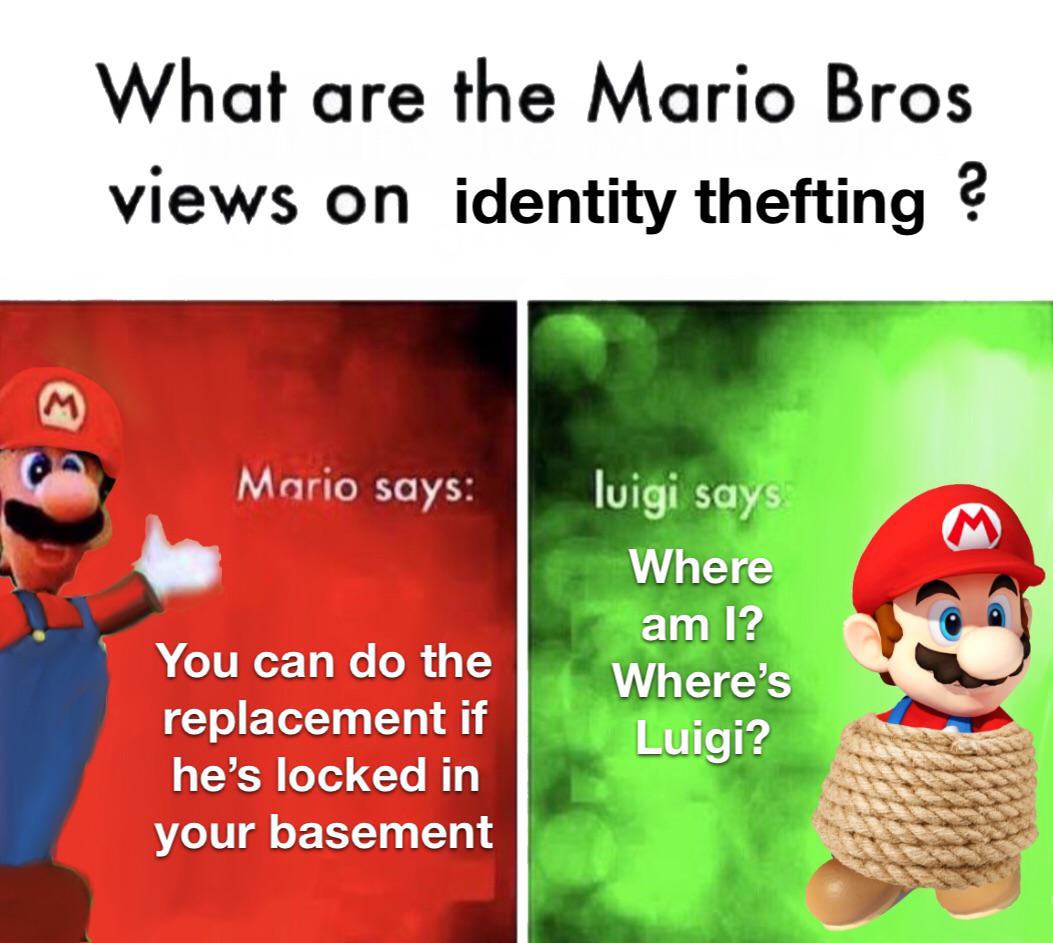 What are the Mario Bros
views on identity thefting ?
M
Mario says:
You can do the
replacement if
he's locked in
your basement
luigi says:
Where
am I?
Where's
Luigi?
M